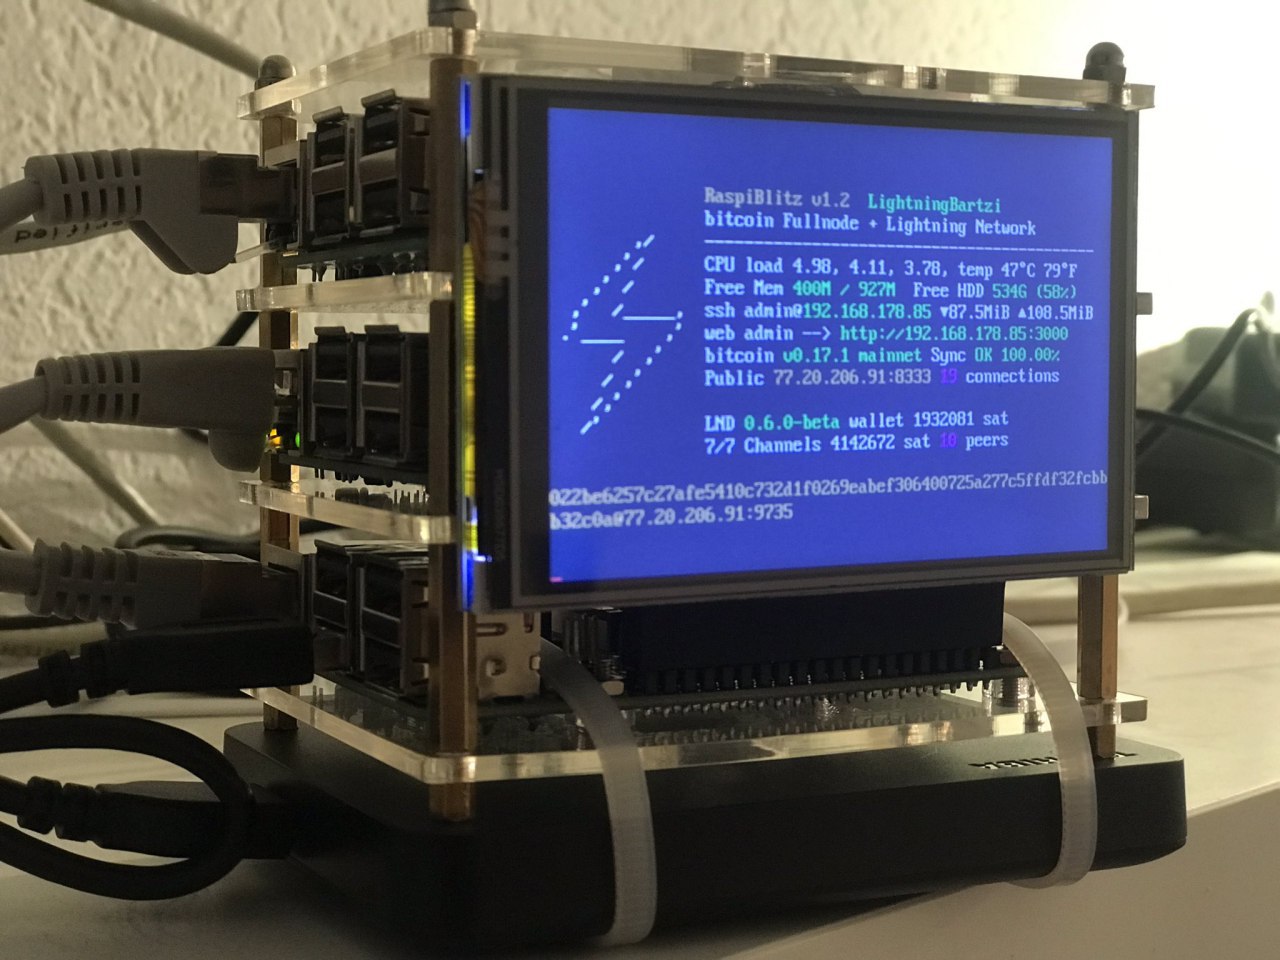 RaspiBlitz v1.2 LightningBartzi
bitcoin Fullnode + Lightning Network
CPU load 4.98, 4.11, 3.78, temp 47°C 79°F
Free Mem 400M / 927M Free HDD 534G (58%)
ssh admin@192.168.178.85 ▼87.5MiB ▲108.5MiB
web admin --> http://192.168.178.85:3000
bitcoin v0.17.1 mainnet Sync OK 100.00%
Public 77.20.206.91:8333 19 connections
LND 0.6.0-beta wallet 1932081 sat
7/7 Channels 4142672 sat 10 peers
022be6257c27afe5410c732d1f0269eabef306400725a277c5ffdf32fcbb
b32c0a@77.20.206.91:9735